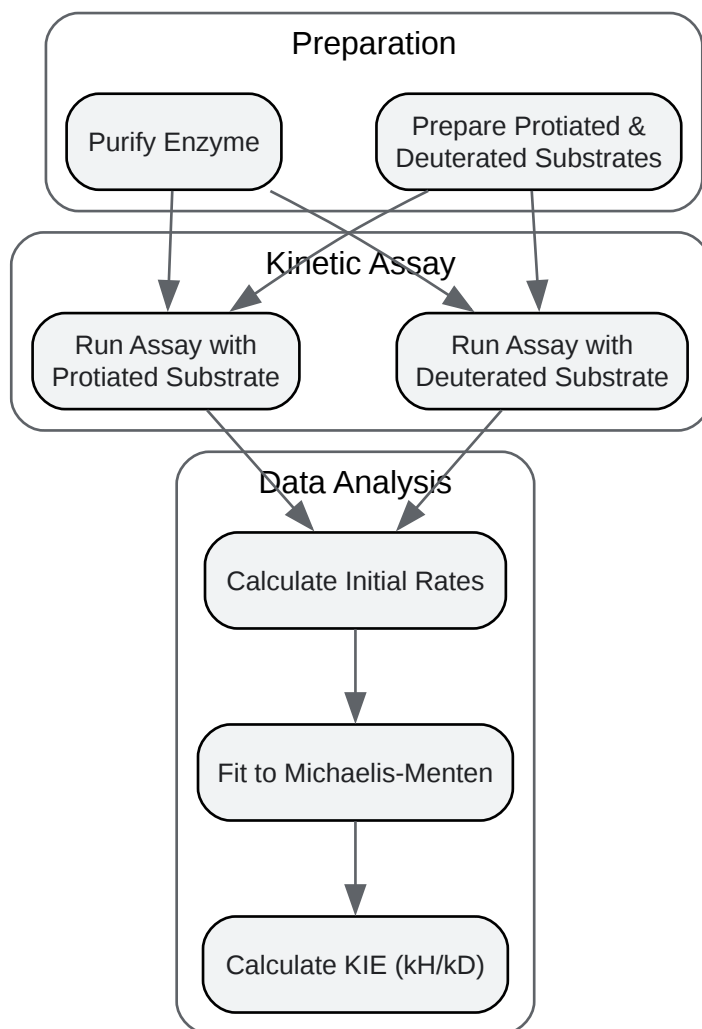 Preparation
Purify Enzyme
Prepare Protiated &
Deuterated Substrates
Kinetic Assay
Run Assay with
Protiated Substrate
Run Assay with
Deuterated Substrate
Data Analysis
Calculate Initial Rates
Fit to Michaelis-Menten
Calculate KIE (kH/kD)